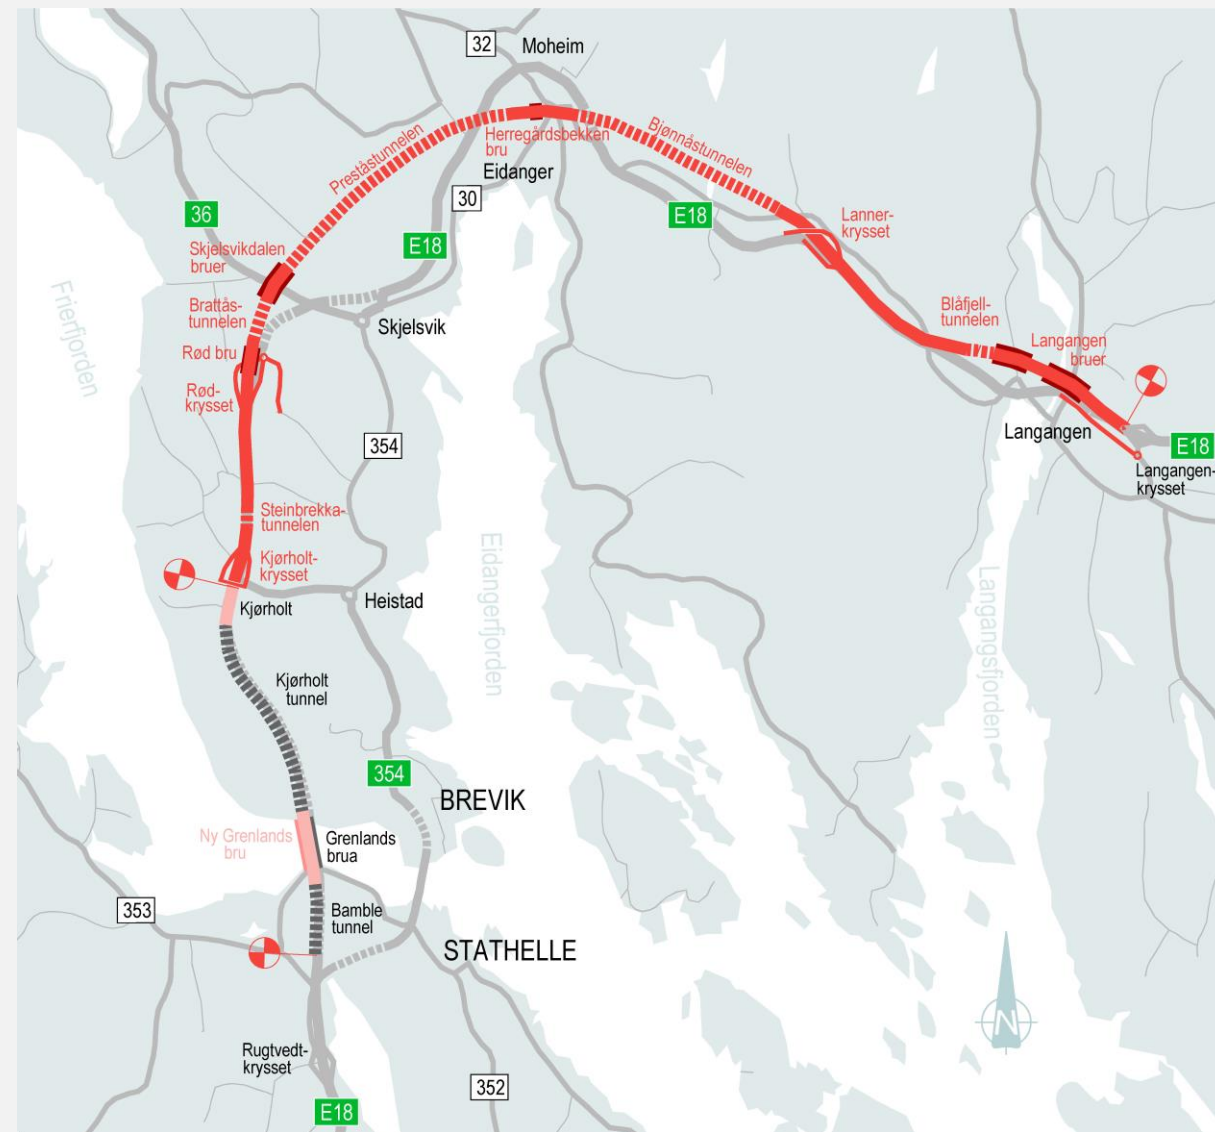 32
Moheim
Herregårdsbekken
bru
Eidanger
Preståstunnelen
Bjønnåstunnelen
30
36
E18
E18
Lanner-
krysset
Skjelsvikdalen
bruer
Brattås-
tunnelen
Skjelsvik
Frierfjorden
Rød bru
Rød-
krysset
Blåfjell-
tunnelen
Langangen
bruer
354
Langangen
E18
Langangen-
krysset
Steinbrekka-
tunnelen
Kjørholt-
krysset
Kjørholt
Heistad
Eidangerfjorden
Langangsfjorden
Kjørholt
tunnel
354
BREVIK
Ny Grenlands
bru
Grenlands
brua
353
Bamble
tunnel
STATHELLE
N
Rugtvedt-
krysset
352
E18